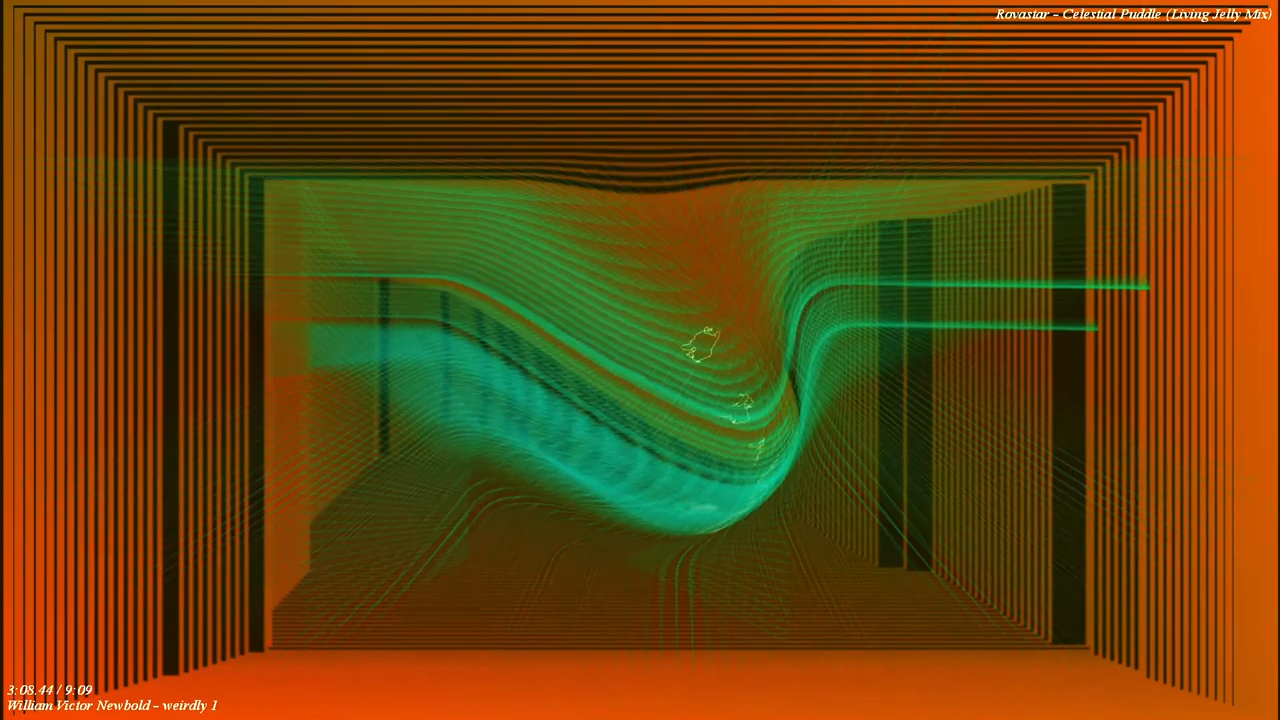 Rovastar - Celestial Puddle (Living Jelly Mix)
3:08.44 / 9:09
William Victor Newbold - weirdly 1